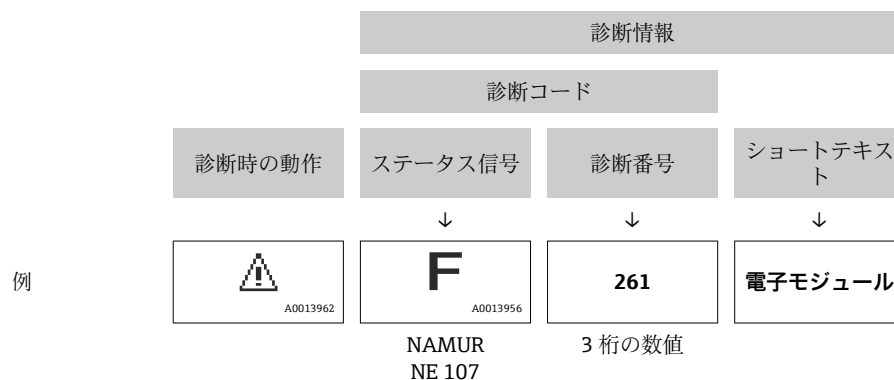 診断情報
診断コード
診断時の動作
ステータス信号
診断番号
ショートテキス
ト
↓
↓
↓
例
A0013962
F
A0013956
261
電子モジュール
NAMUR
NE 107
3 桁の数値